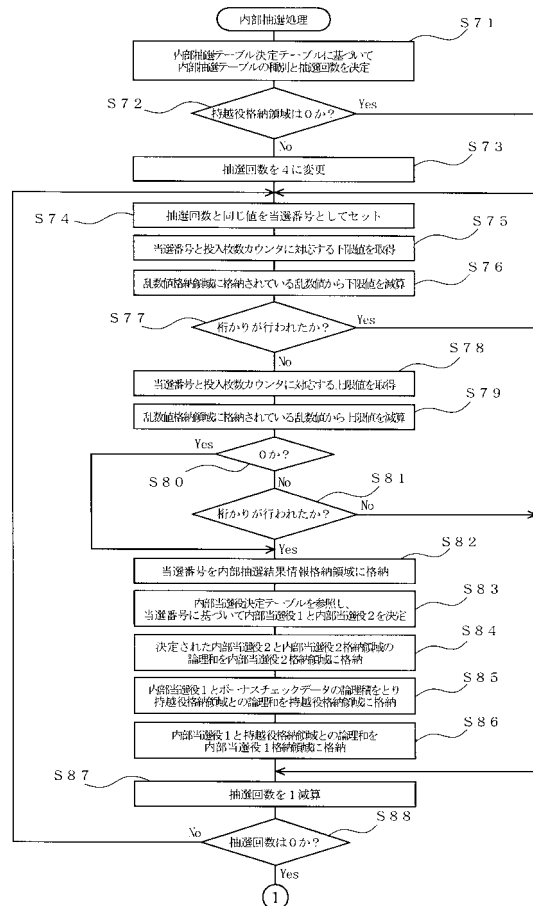 内部抽選処理
S71
内部抽選テーブル決定テーブルに基づいて
内部抽選テーブルの種別と抽選回数を決定
S72
持越役格納領域は0か?
Yes
No
S73
抽選回数を4に変更
S74
抽選回数と同じ値を当選番号としてセット
S75
当選番号と投入枚数カウンタに対応する下限値を取得
S76
乱数値格納領域に格納されている乱数値から下限値を減算
S77
桁かりが行われたか?
Yes
No
S78
当選番号と投入枚数カウンタに対応する上限値を取得
S79
乱数値格納領域に格納されている乱数値から上限値を減算
Yes
0か?
S80
No
S81
桁かりが行われたか?
No
Yes
S82
当選番号を内部抽選結果情報格納領域に格納
S83
内部当選役決定テーブルを参照し、
当選番号に基づいて内部当選役1と内部当選役2を決定
S84
決定された内部当選役2と内部当選役2格納領域の
論理和を内部当選役2格納領域に格納
S85
内部当選役1とボーナスチェックデータの論理積をとり
持越役格納領域との論理和を持越役格納領域に格納
S86
内部当選役1と持越役格納領域との論理和を
内部当選役1格納領域に格納
S87
抽選回数を1減算
S88
No
抽選回数は0か?
Yes
1